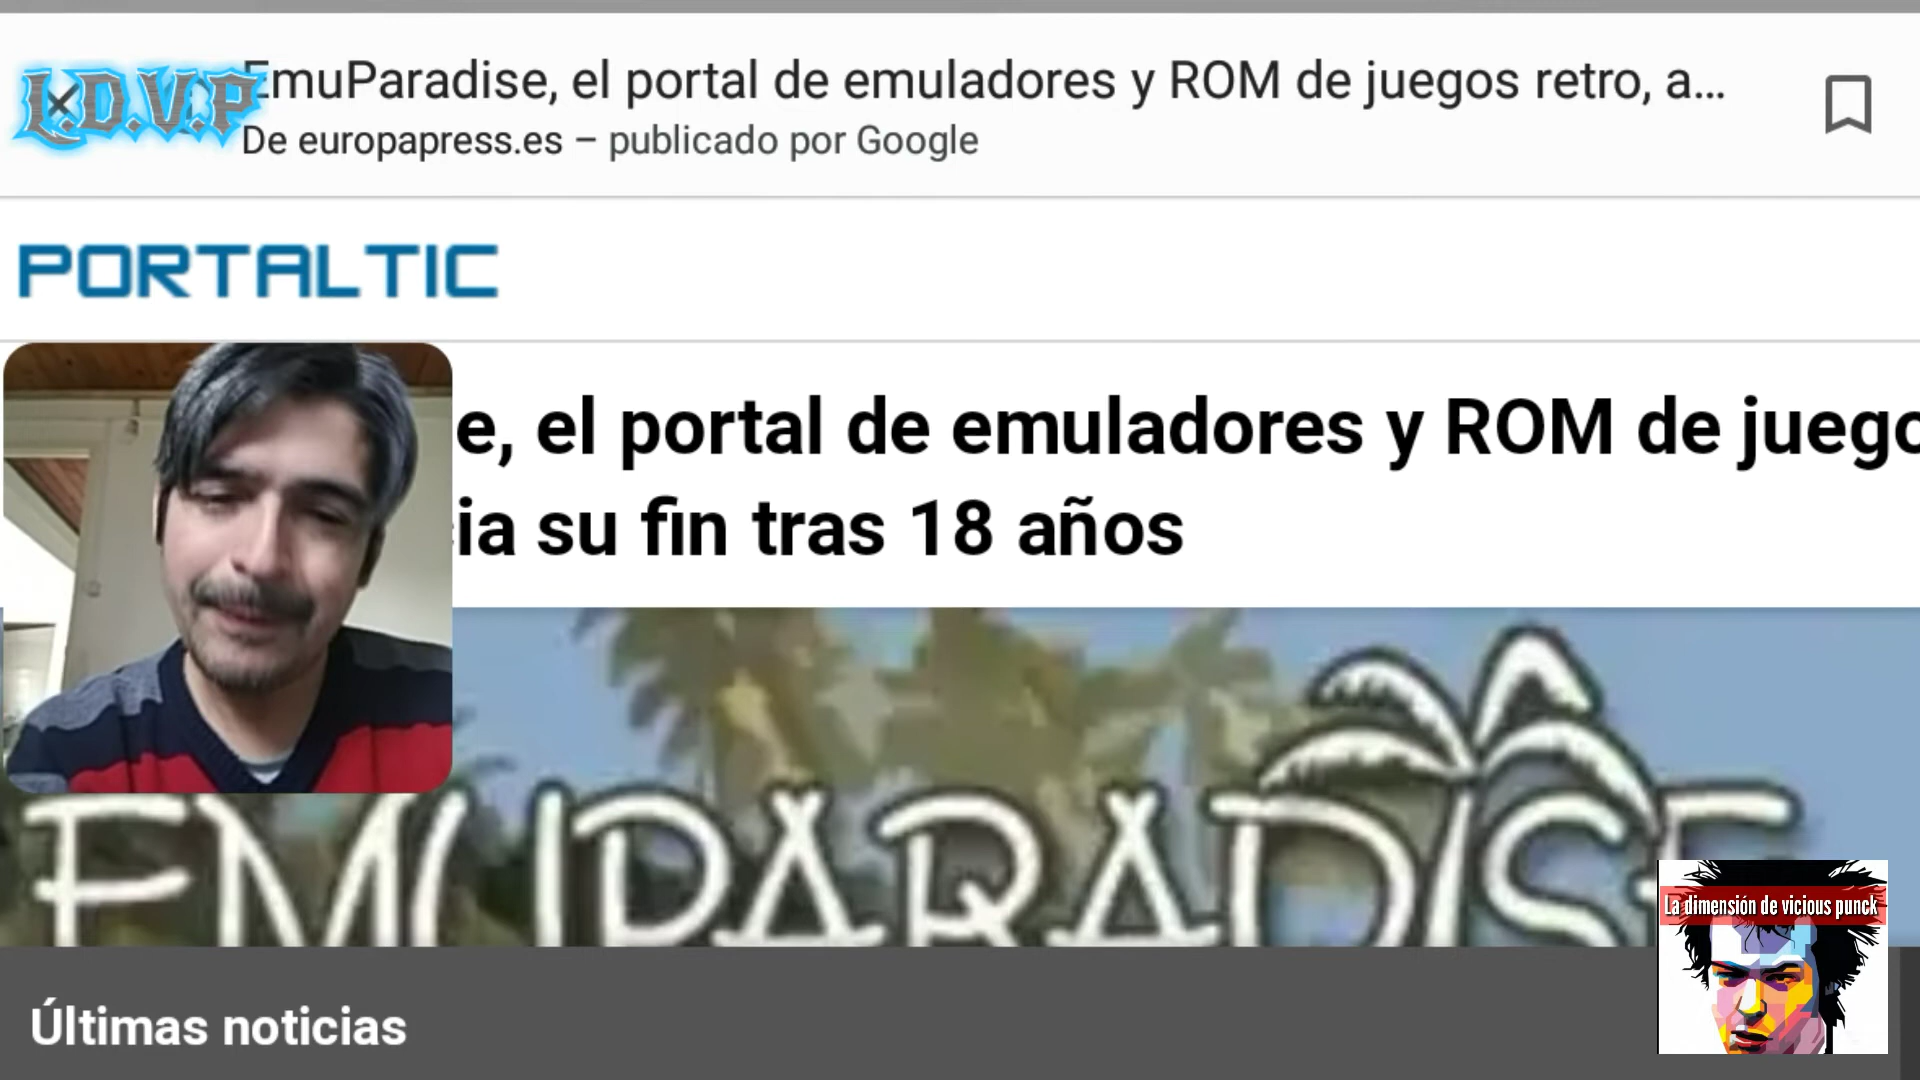 L.D.V.P
EmuParadise, el portal de emuladores y ROM de juegos retro, a...
De europapress.es – publicado por Google
PORTALTIC
e, el portal de emuladores y ROM de juego
ia su fin tras 18 años
EMUPARADISE
La dimensión de vicious punck
Últimas noticias